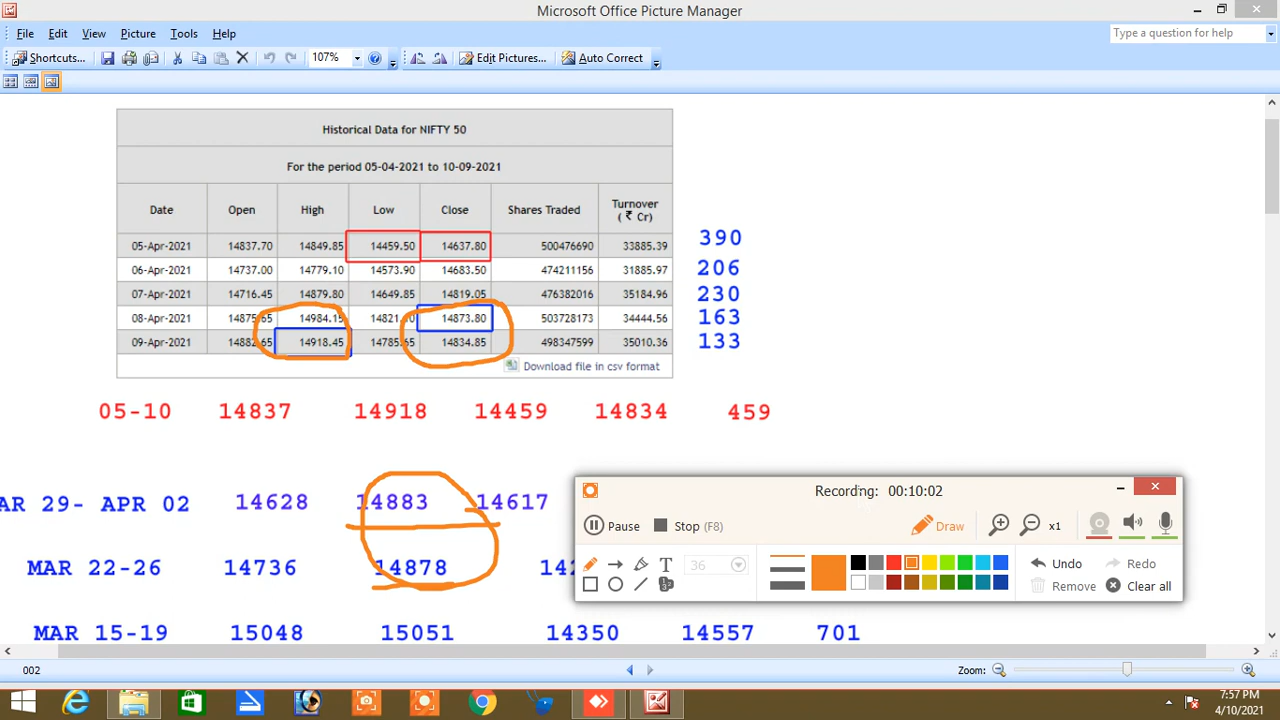 Microsoft Office Picture Manager
File Edit View Picture Tools Help
Type a question for help
Shortcuts... 107% Edit Pictures... Auto Correct
Historical Data for NIFTY 50
For the period 05-04-2021 to 10-09-2021
Date Open High Low Close Shares Traded Turnover ( ₹ Cr)
05-Apr-2021 14837.70 14849.85 14459.50 14637.80 500476690 33885.39 390
06-Apr-2021 14737.00 14779.10 14573.90 14683.50 474211156 31885.97 206
07-Apr-2021 14716.45 14879.80 14649.85 14819.05 476382016 35184.96 230
08-Apr-2021 14984.15 14873.80 503728173 34444.56 163
09-Apr-2021 14918.45 14834.85 498347599 35010.36 133
Download file in csv format
05-10 14837 14918 14459 14834 459
AR 29- APR 02 14628 14883 14617
MAR 22-26 14736 14878
MAR 15-19 15048 15051 14350 14557 701
Recording: 00:10:02
Pause Stop (F8) Draw x1
T 36 Undo Redo
Remove Clear all
002 Zoom:
7:57 PM
4/10/2021